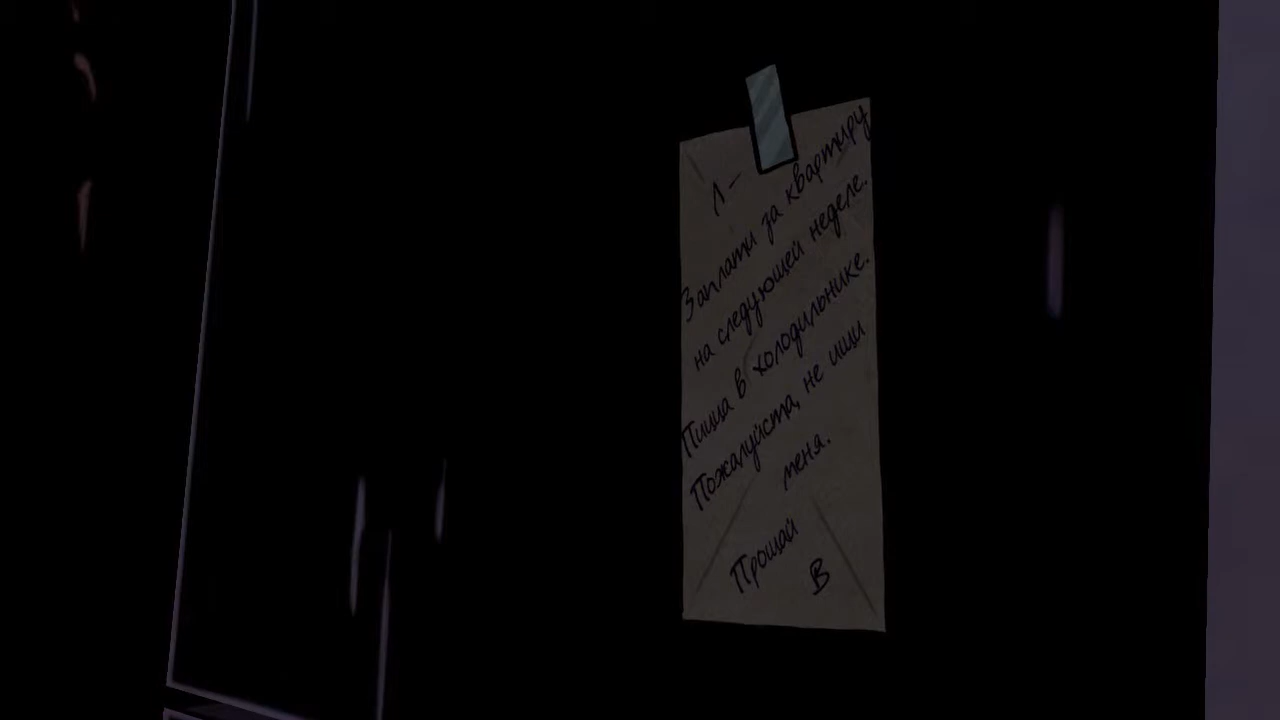 Л-
Заплати за квартиру
на следующей неделе.
Пицца в холодильнике.
Пожалуйста, не ищи
меня.
Прощай
В